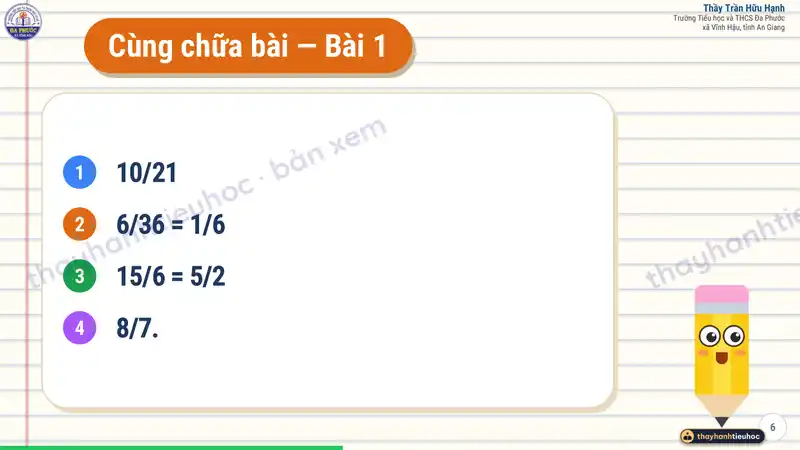 Thầy Trần Hữu Hạnh
Trường Tiểu học và THCS Đa Phước
xã Vĩnh Hậu, tỉnh An Giang
ĐA PHƯỚC
Cùng chữa bài — Bài 1
1 10/21
2 6/36 = 1/6
3 15/6 = 5/2
4 8/7.
thayhanhtieuhoc · bản xem
thayhanhtie
thayhanhtieuhoc
6